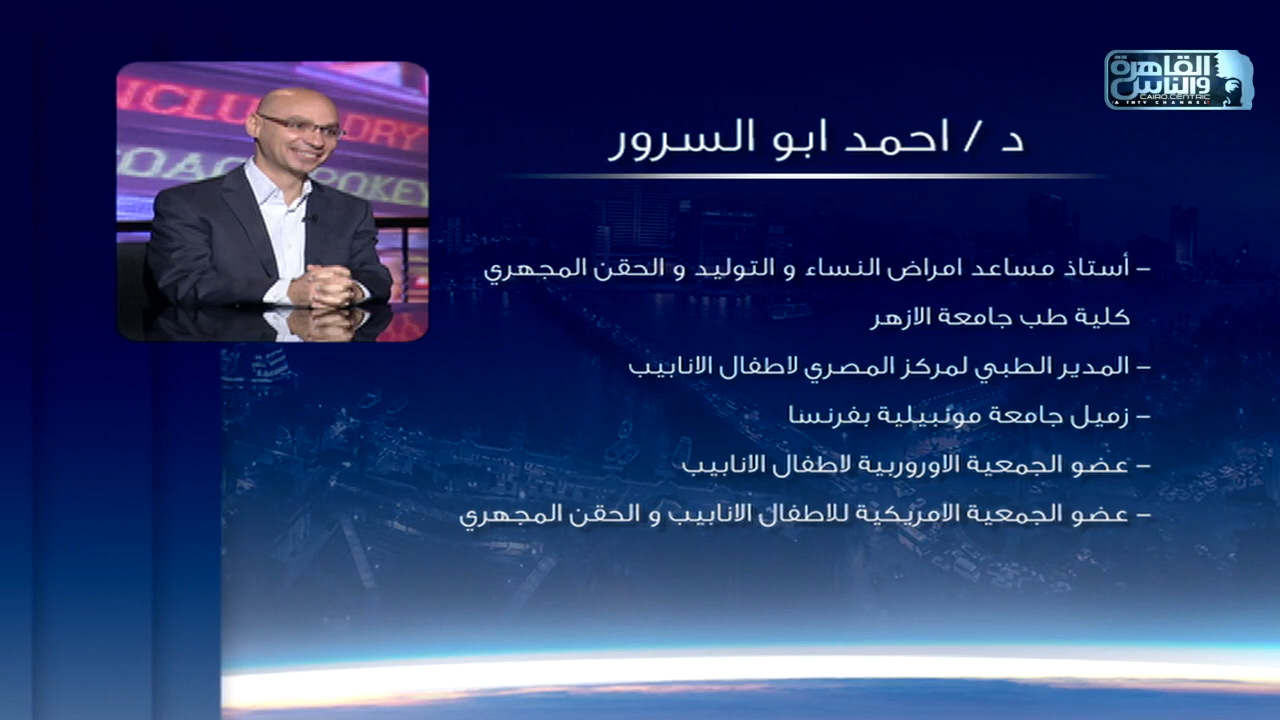 القاهرة
والناس
CAIRO.CENTRIC
A TNTV CHANNEL
د / احمد ابو السرور
- أستاذ مساعد امراض النساء و التوليد و الحقن المجهري
كلية طب جامعة الازهر
- المدير الطبي لمركز المصري لاطفال الانابيب
- زميل جامعة مونبيلية بفرنسا
- عضو الجمعية الاوروربية لاطفال الانابيب
- عضو الجمعية الامريكية للاطفال الانابيب و الحقن المجهري